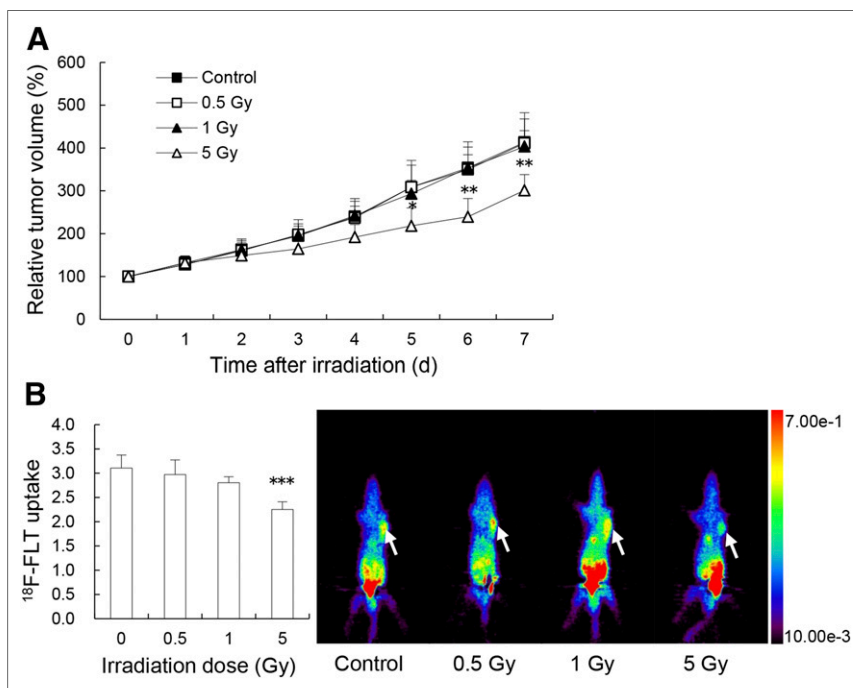 A
600
500
400
300
200
100
0
Relative tumor volume (%)
Control
0.5 Gy
1 Gy
5 Gy
*
**
**
0 1 2 3 4 5 6 7
Time after irradiation (d)
B
4.0
3.5
3.0
2.5
2.0
1.5
1.0
0.5
0.0
¹⁸F-FLT uptake
***
0 0.5 1 5
Irradiation dose (Gy)
7.00e-1
10.00e-3
Control 0.5 Gy 1 Gy 5 Gy